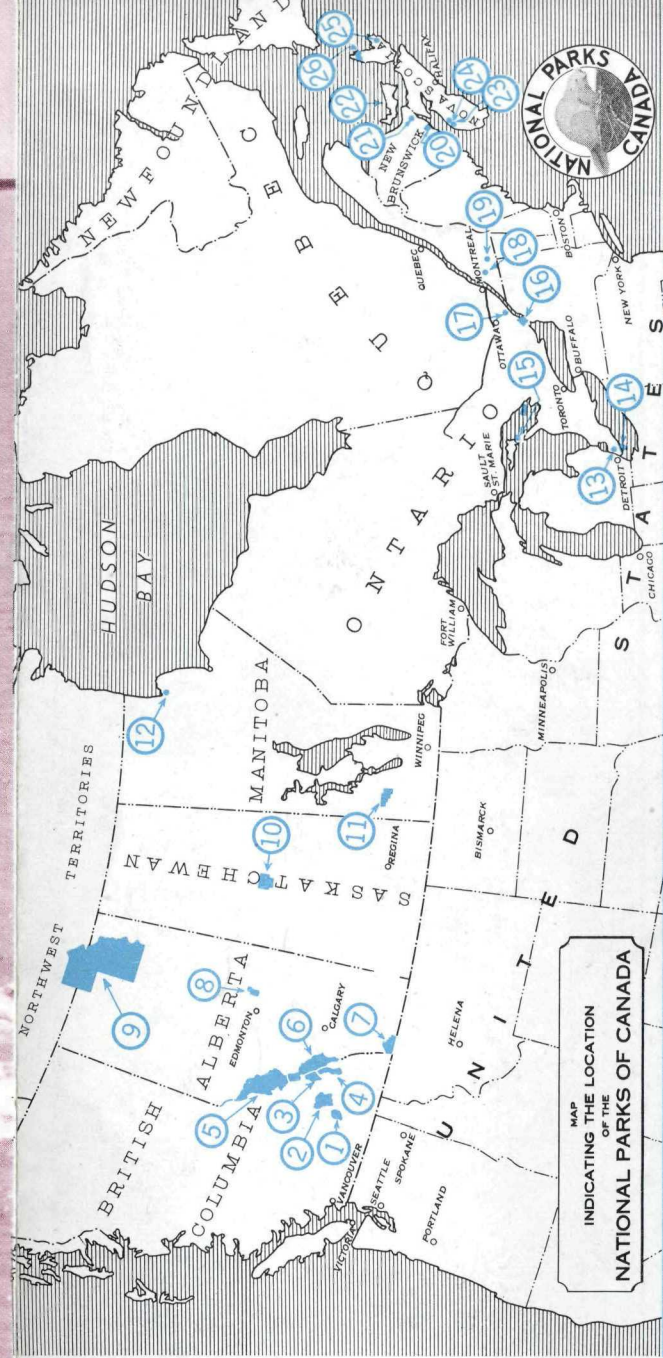 MAP
INDICATING THE LOCATION
OF THE
NATIONAL PARKS OF CANADA
NATIONAL PARKS
CANADA
NORTHWEST
TERRITORIES
BRITISH
COLUMBIA
ALBERTA
SASKATCHEWAN
MANITOBA
ONTARIO
QUEBEC
NEWFOUNDLAND
NEW
BRUNSWICK
NOVA SCOTIA
HUDSON
BAY
UNITED
STATES
VICTORIA
VANCOUVER
SEATTLE
SPOKANE
PORTLAND
HELENA
EDMONTON
CALGARY
REGINA
WINNIPEG
BISMARCK
MINNEAPOLIS
FORT
WILLIAM
SAULT
ST. MARIE
CHICAGO
DETROIT
TORONTO
BUFFALO
OTTAWA
MONTREAL
QUEBEC
BOSTON
NEW YORK
HALIFAX
1
2
3
4
5
6
7
8
9
10
11
12
13
14
15
16
17
18
19
20
21
22
23
24
25
26